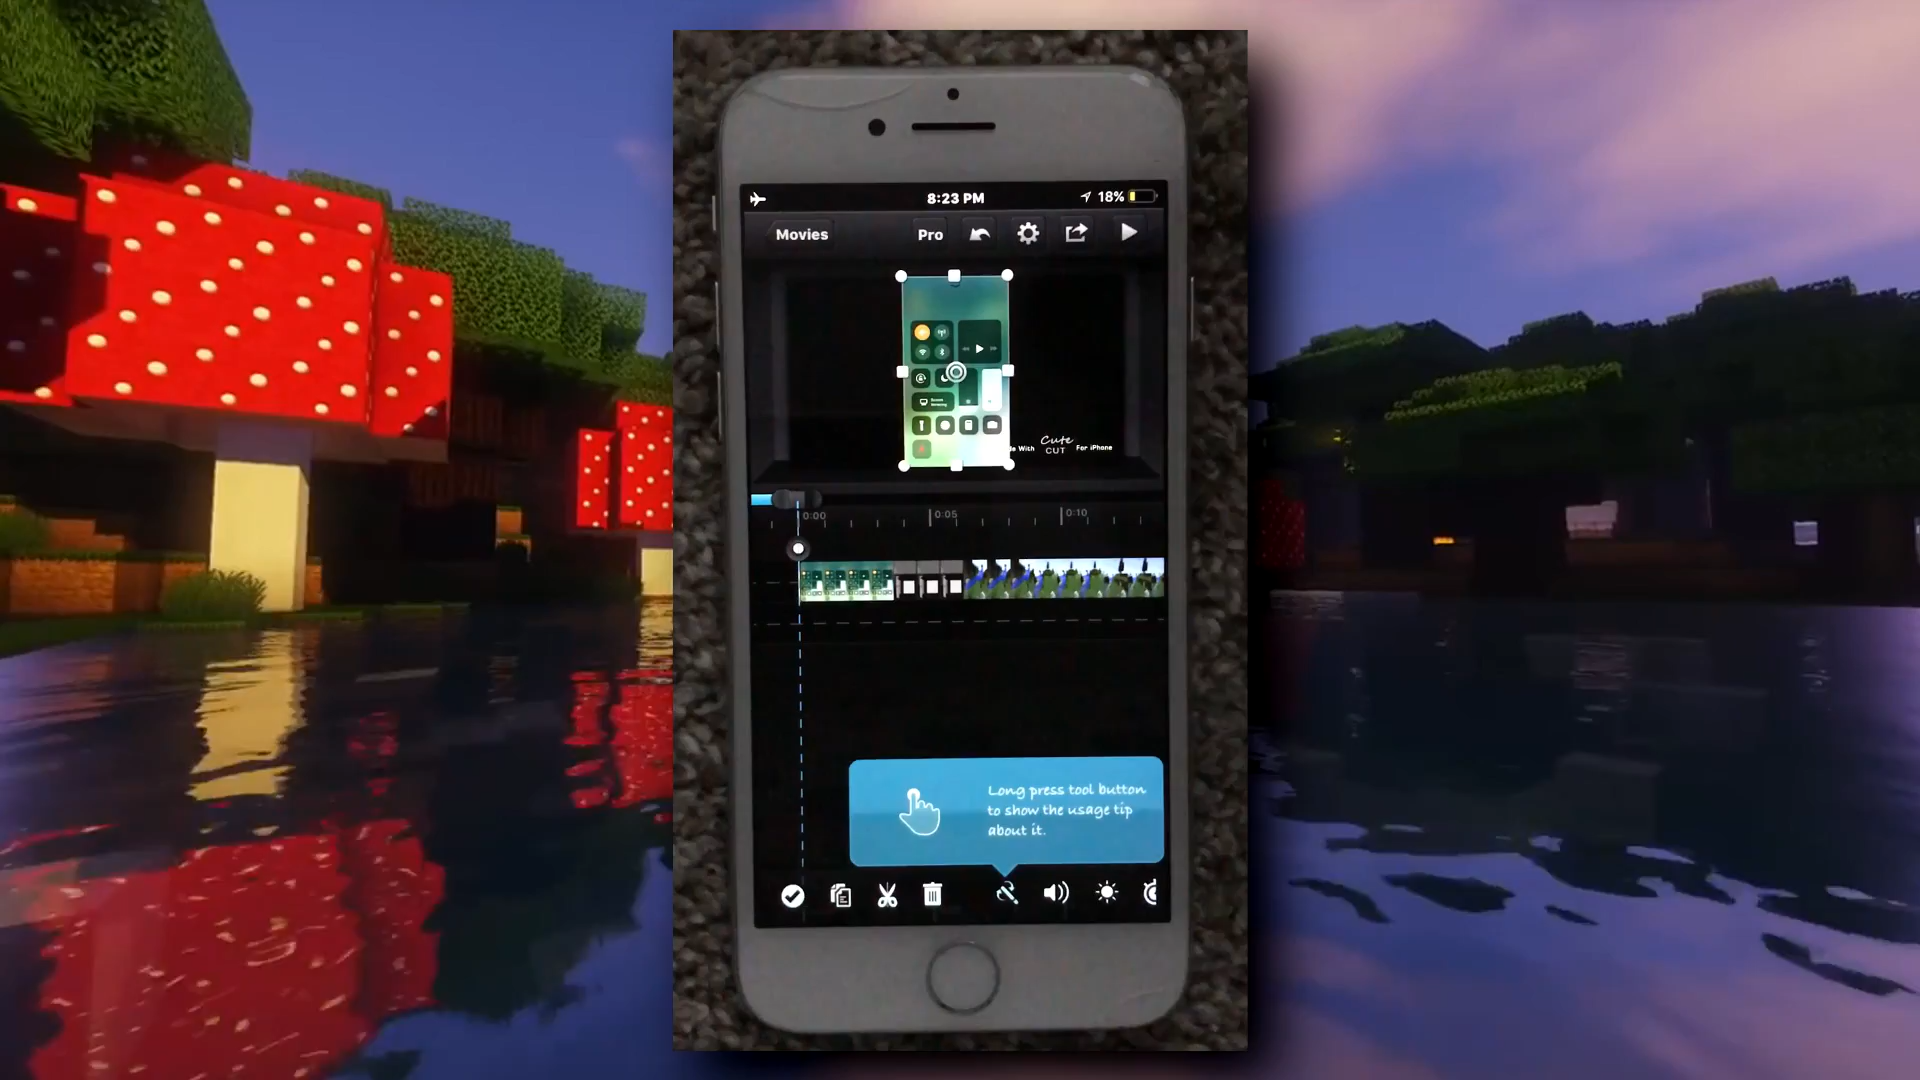 8:23 PM
18%
Movies
Pro
With
Cute
CUT
For iPhone
0:00
0:05
0:10
Long press tool button
to show the usage tip
about it.